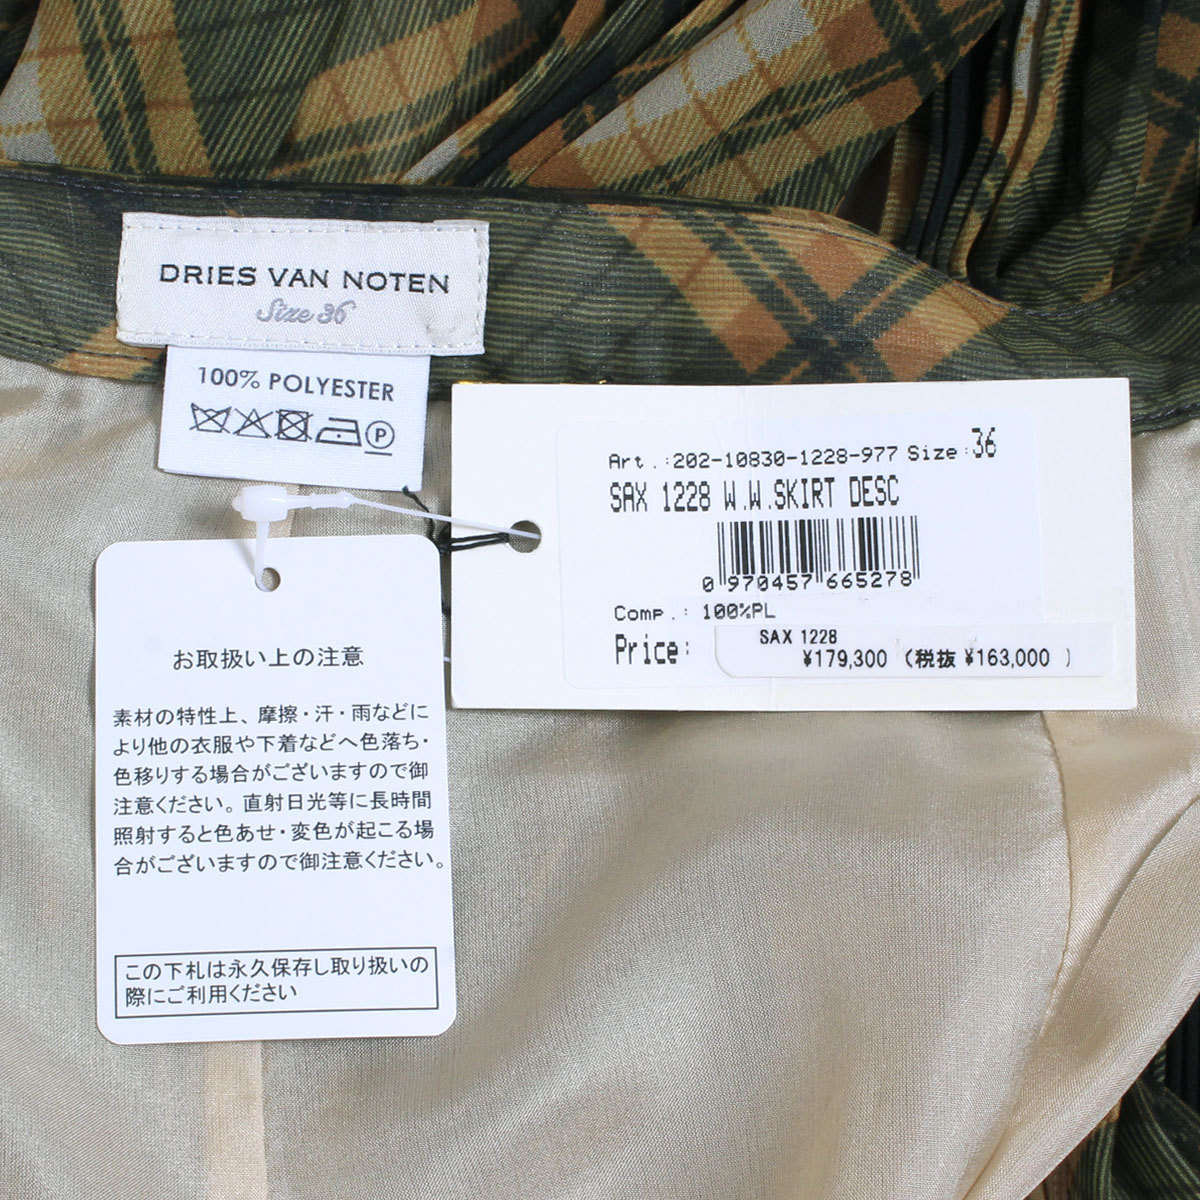 DRIES VAN NOTEN
Size 36
100% POLYESTER
P
Art.:202-10830-1228-977 Size:36
SAX 1228 W.W.SKIRT DESC
0 970457 665278
Comp.: 100%PL
Price:
SAX 1228
¥179,300 (税抜 ¥163,000 )
お取扱い上の注意
素材の特性上、摩擦・汗・雨などに
より他の衣服や下着などへ色落ち・
色移りする場合がございますので御
注意ください。直射日光等に長時間
照射すると色あせ・変色が起こる場
合がございますので御注意ください。
この下札は永久保存し取り扱いの
際にご利用ください